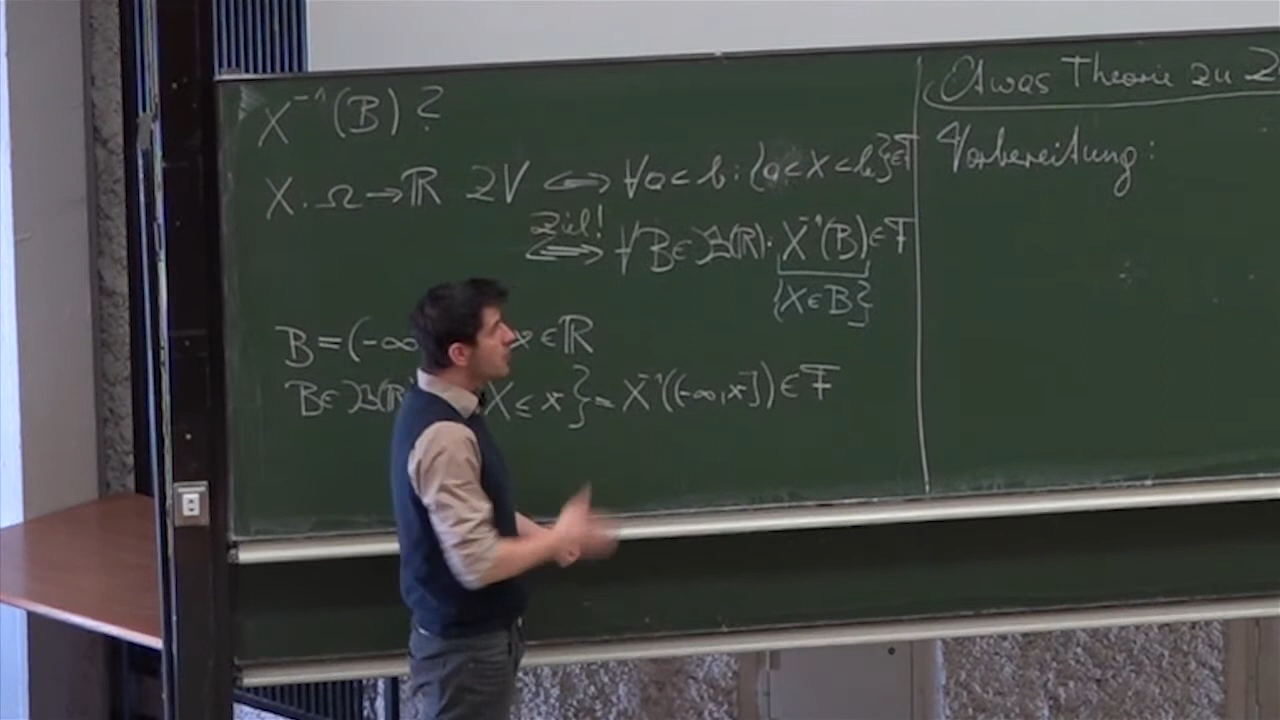 X⁻¹(B)?
X: Ω → ℝ ZV ⟺ ∀a<b: {a<X<b}∈𝓕
Ziel!
⟺ ∀B∈𝓑(ℝ): X⁻¹(B)∈𝓕
{X∈B}
B=(-∞ x∈ℝ
B∈𝓑(ℝ X≤x}=X⁻¹((-∞,x])∈𝓕
Etwas Theorie zu Z
Vorbereitung: